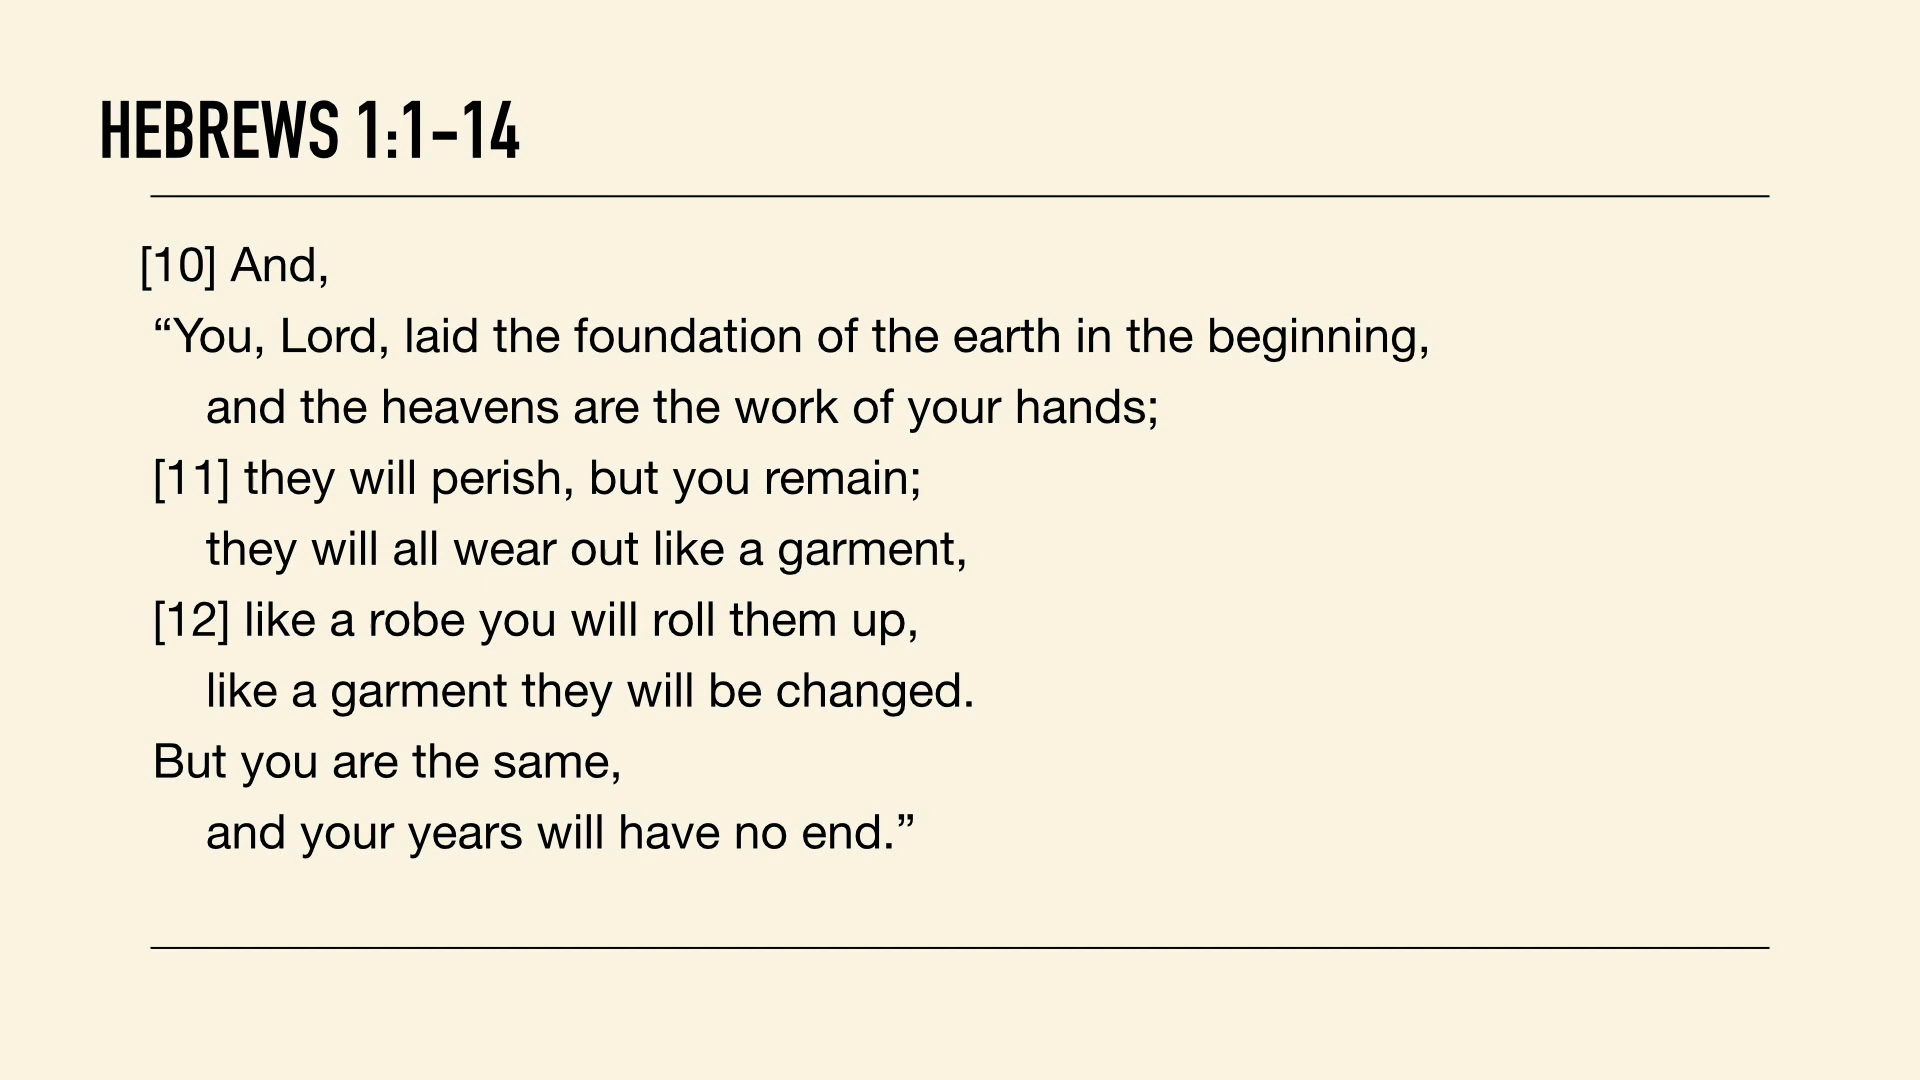 HEBREWS 1:1–14
[10] And,
“You, Lord, laid the foundation of the earth in the beginning,
and the heavens are the work of your hands;
[11] they will perish, but you remain;
they will all wear out like a garment,
[12] like a robe you will roll them up,
like a garment they will be changed.
But you are the same,
and your years will have no end.”